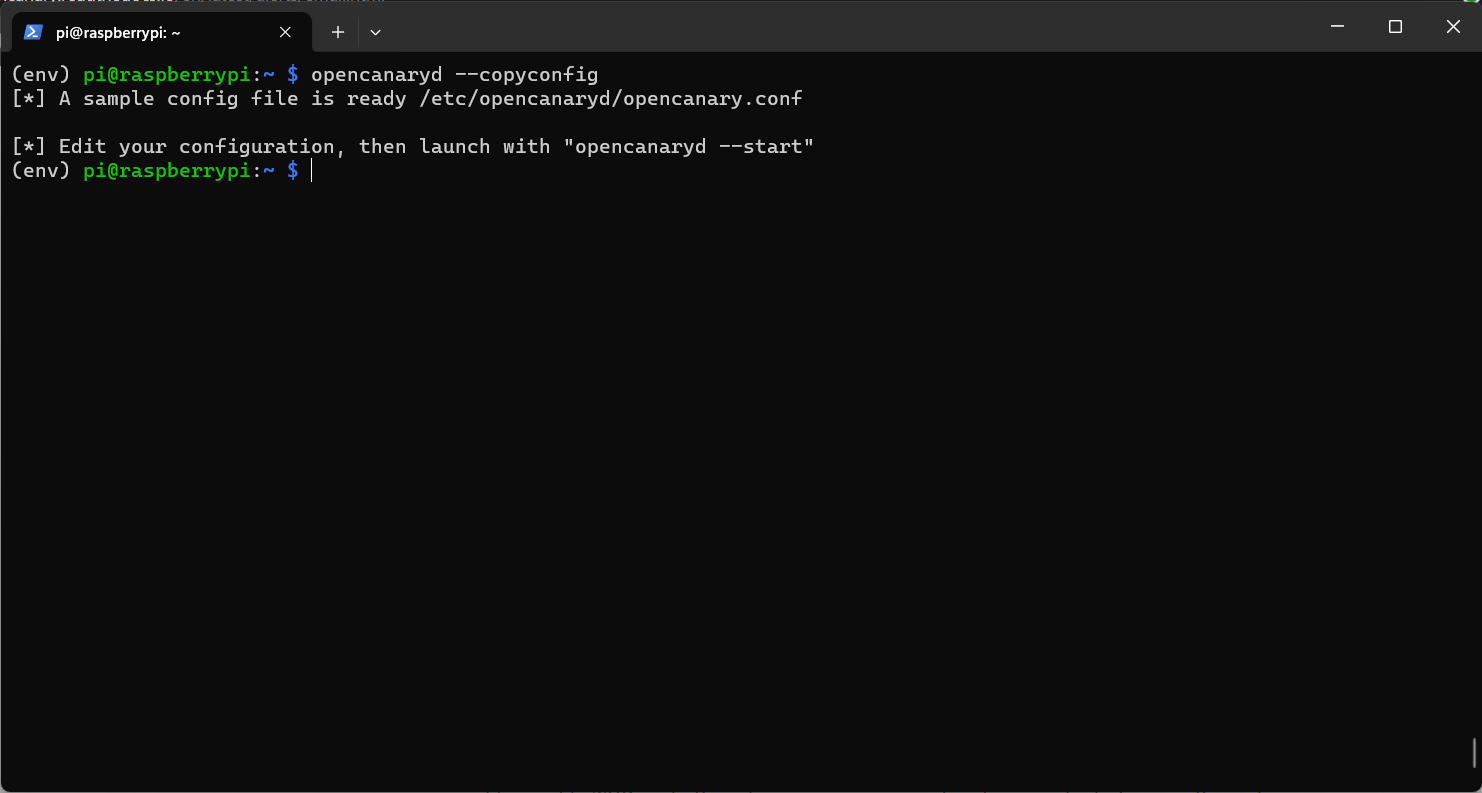 pi@raspberrypi: ~
(env) pi@raspberrypi:~ $ opencanaryd --copyconfig
[*] A sample config file is ready /etc/opencanaryd/opencanary.conf
[*] Edit your configuration, then launch with "opencanaryd --start"
(env) pi@raspberrypi:~ $